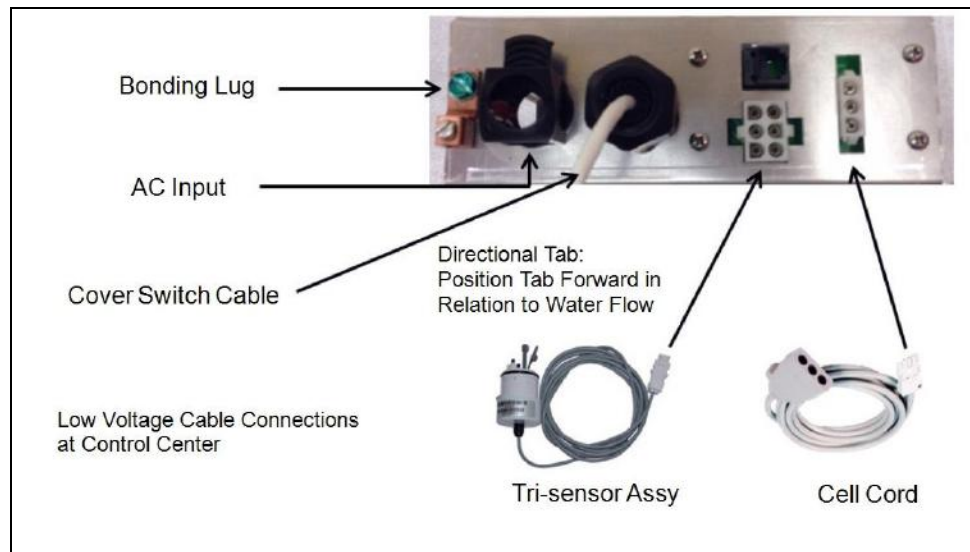 Bonding Lug
AC Input
Cover Switch Cable
Directional Tab:
Position Tab Forward in
Relation to Water Flow
Low Voltage Cable Connections
at Control Center
Tri-sensor Assy
Cell Cord